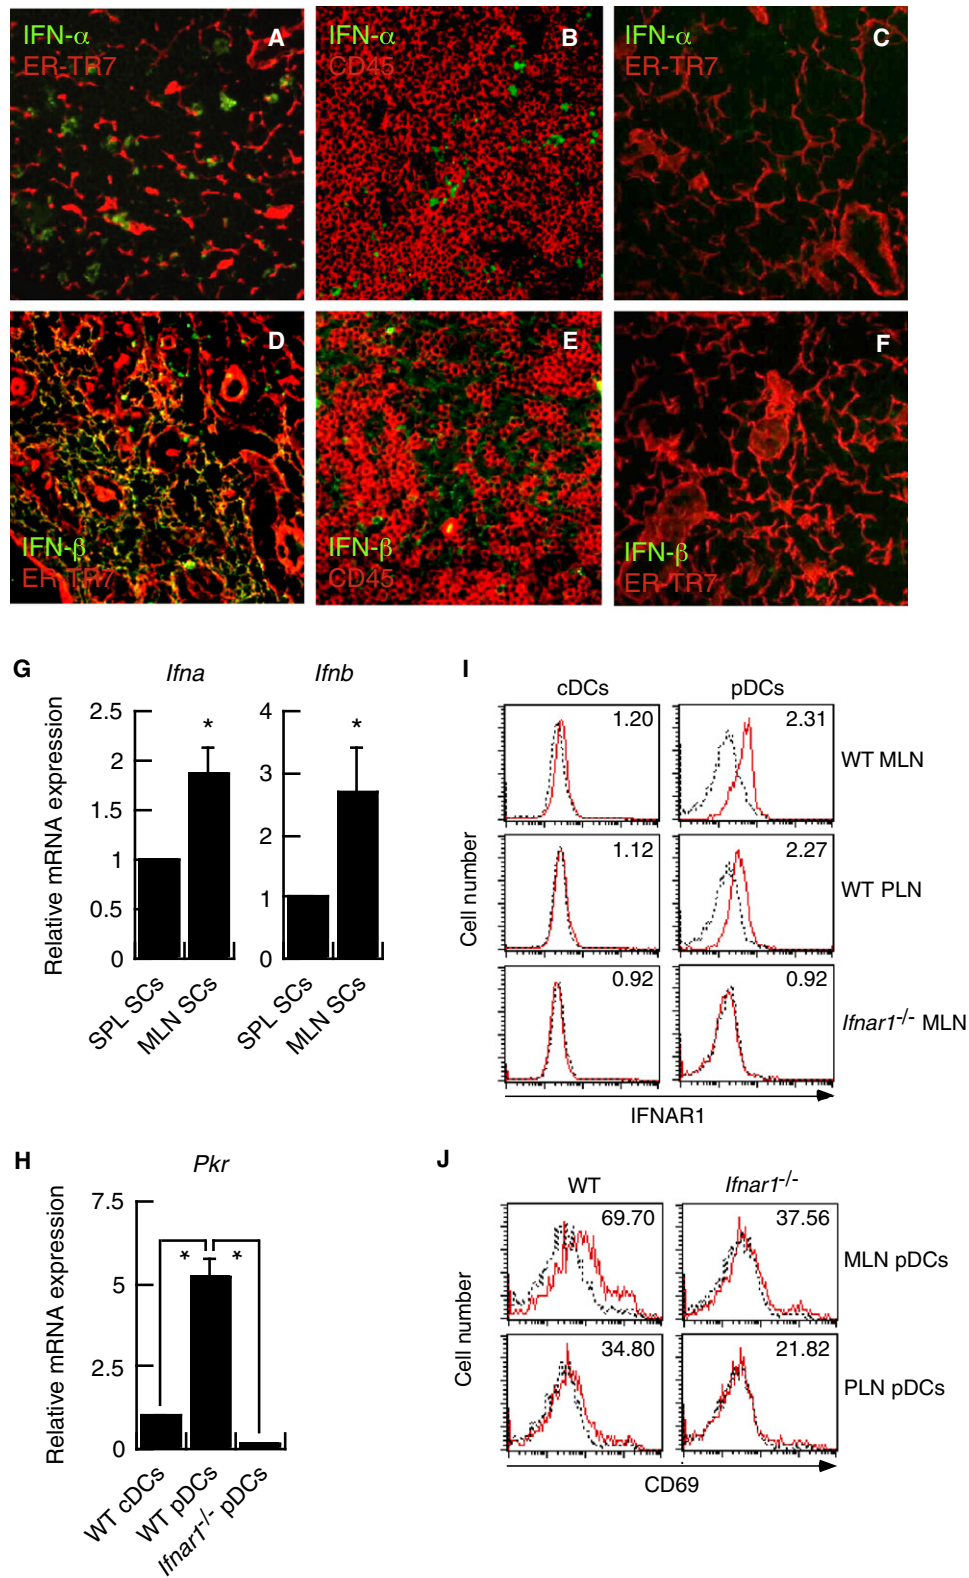 IFN-α
ER-TR7
A
IFN-α
CD45
B
IFN-α
ER-TR7
C
D
IFN-β
ER-TR7
E
IFN-β
CD45
F
IFN-β
ER-TR7
G
Ifna
Ifnb
Relative mRNA expression
2.5
2
1.5
1
0.5
0
*
SPL SCs
MLN SCs
4
3
2
1
0
*
SPL SCs
MLN SCs
H
Pkr
Relative mRNA expression
7.5
5
2.5
0
* *
WT cDCs
WT pDCs
Ifnar1-/- pDCs
I
cDCs pDCs
1.20 2.31 WT MLN
1.12 2.27 WT PLN
0.92 0.92 Ifnar1-/- MLN
Cell number
IFNAR1
J
WT Ifnar1-/-
69.70 37.56 MLN pDCs
34.80 21.82 PLN pDCs
Cell number
CD69